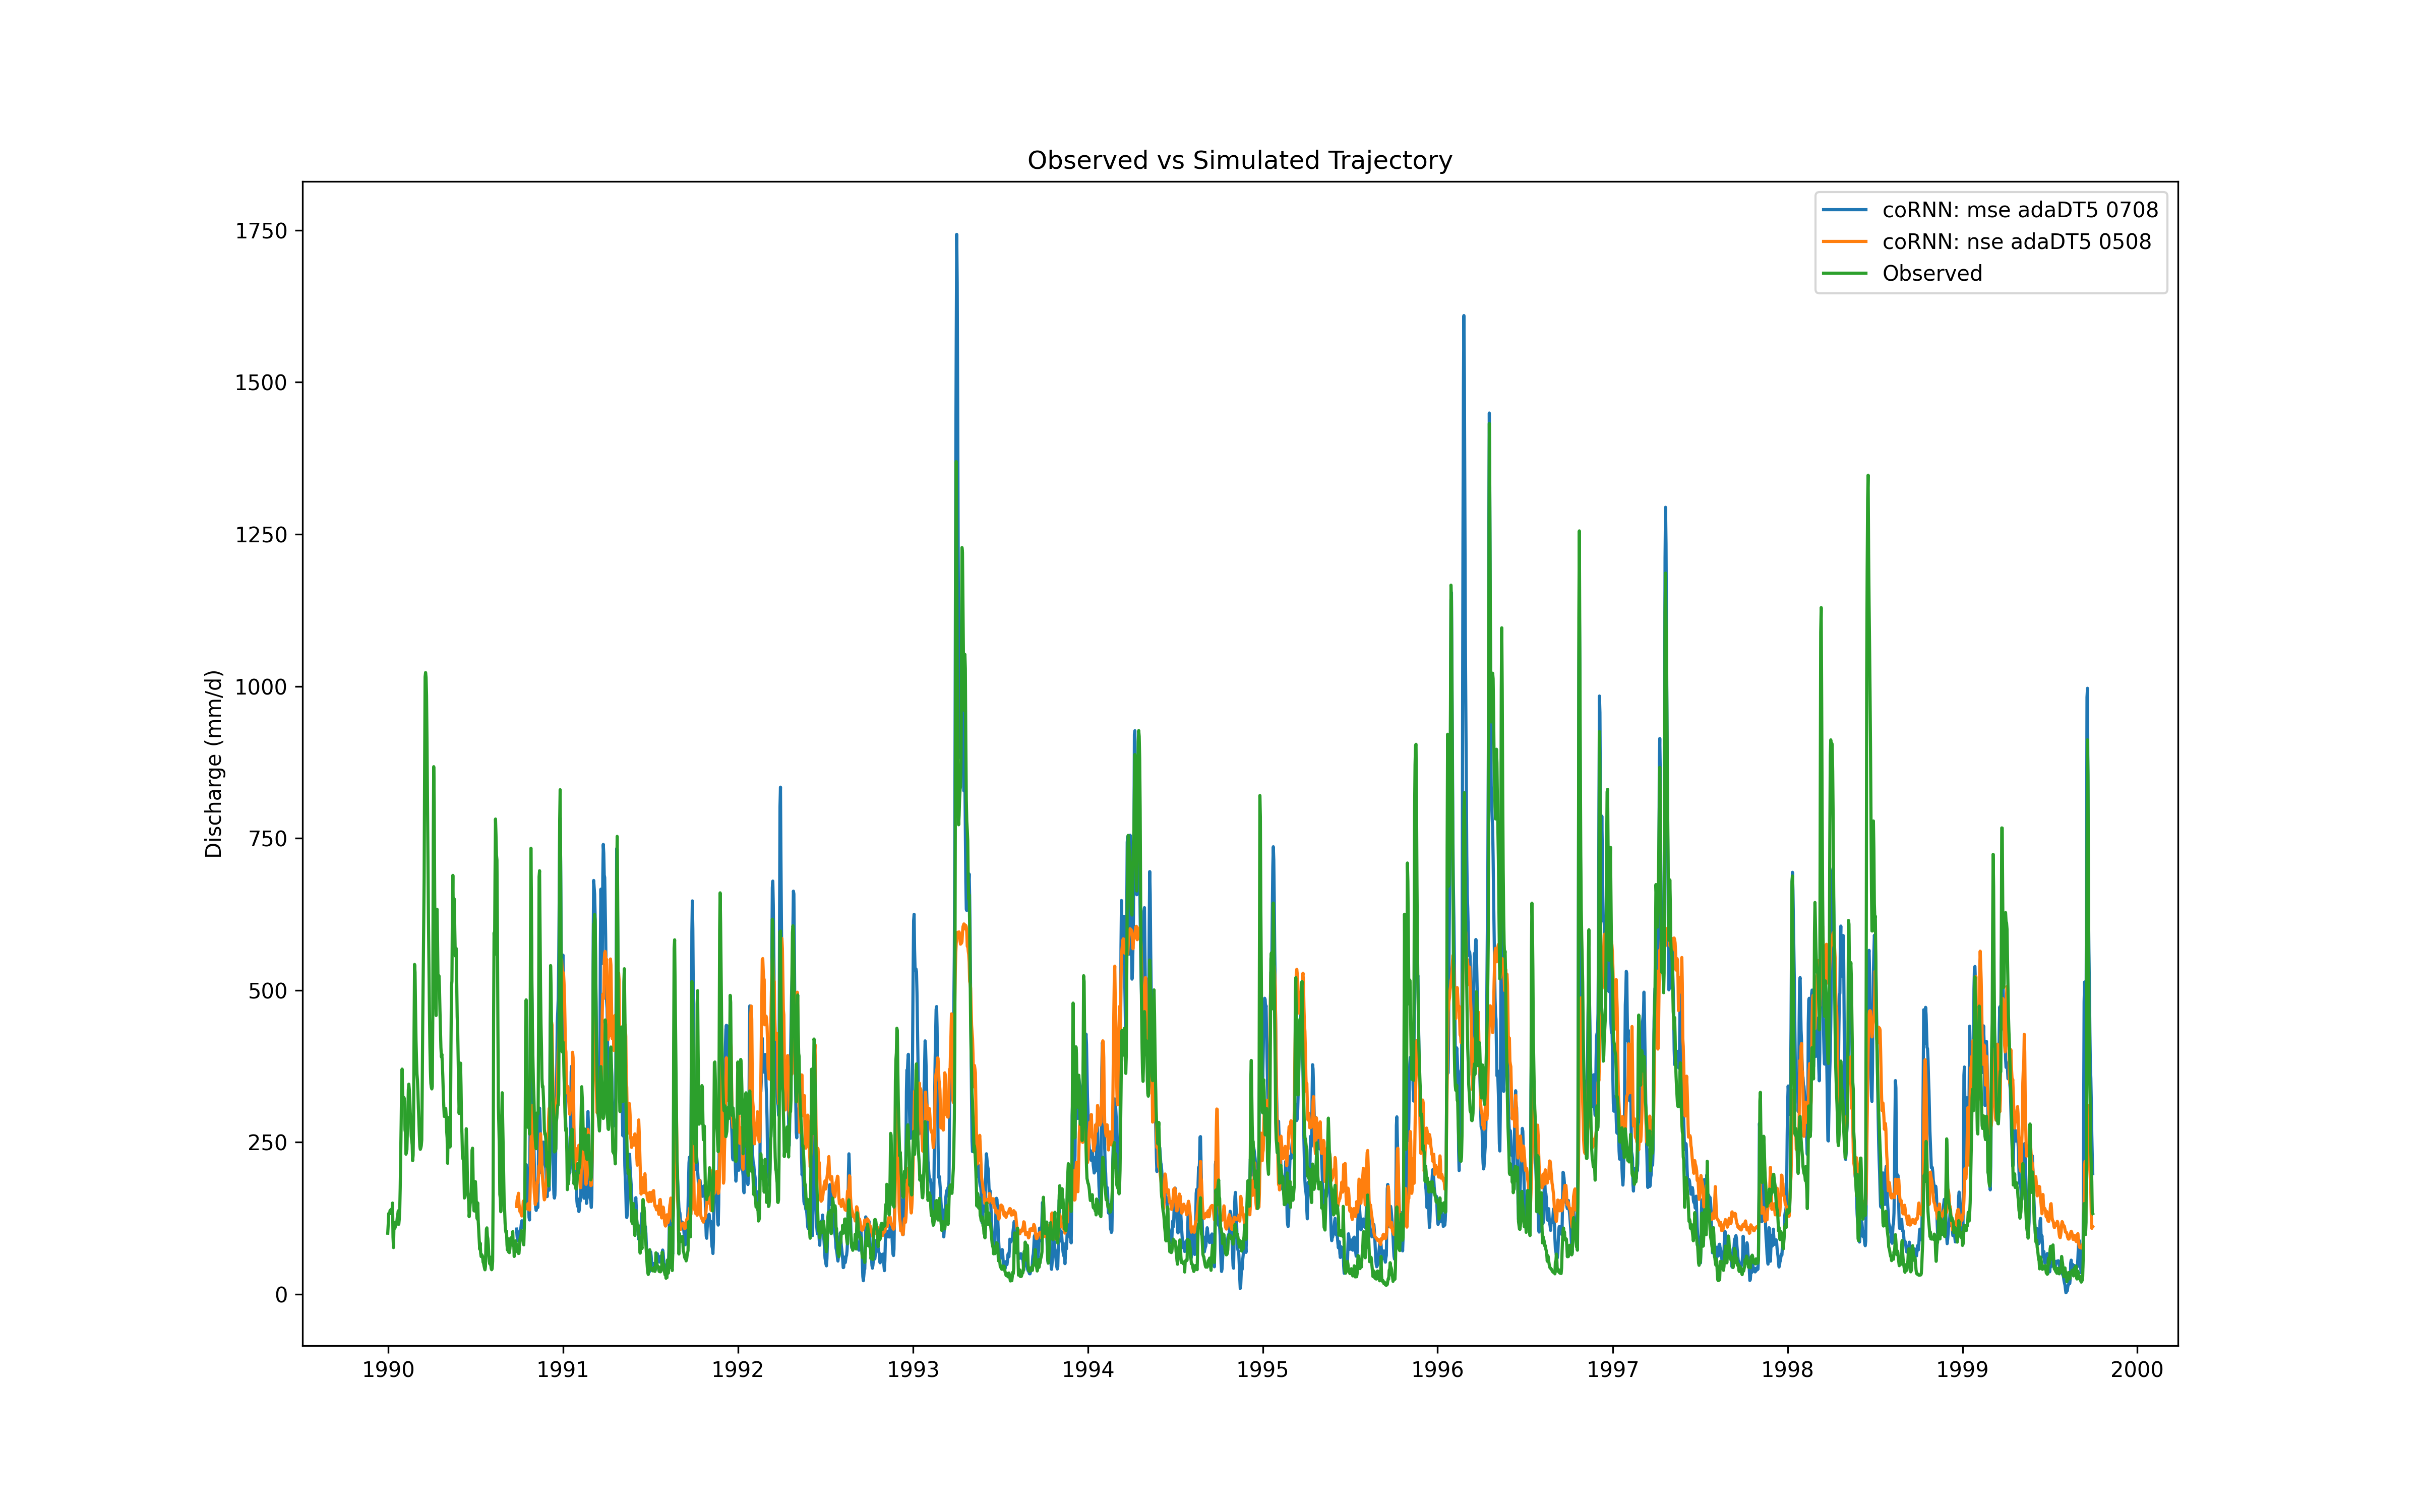 Observed vs Simulated Trajectory
coRNN: mse adaDT5 0708
coRNN: nse adaDT5 0508
Observed
Discharge (mm/d)
1750
1500
1250
1000
750
500
250
0
1990 1991 1992 1993 1994 1995 1996 1997 1998 1999 2000